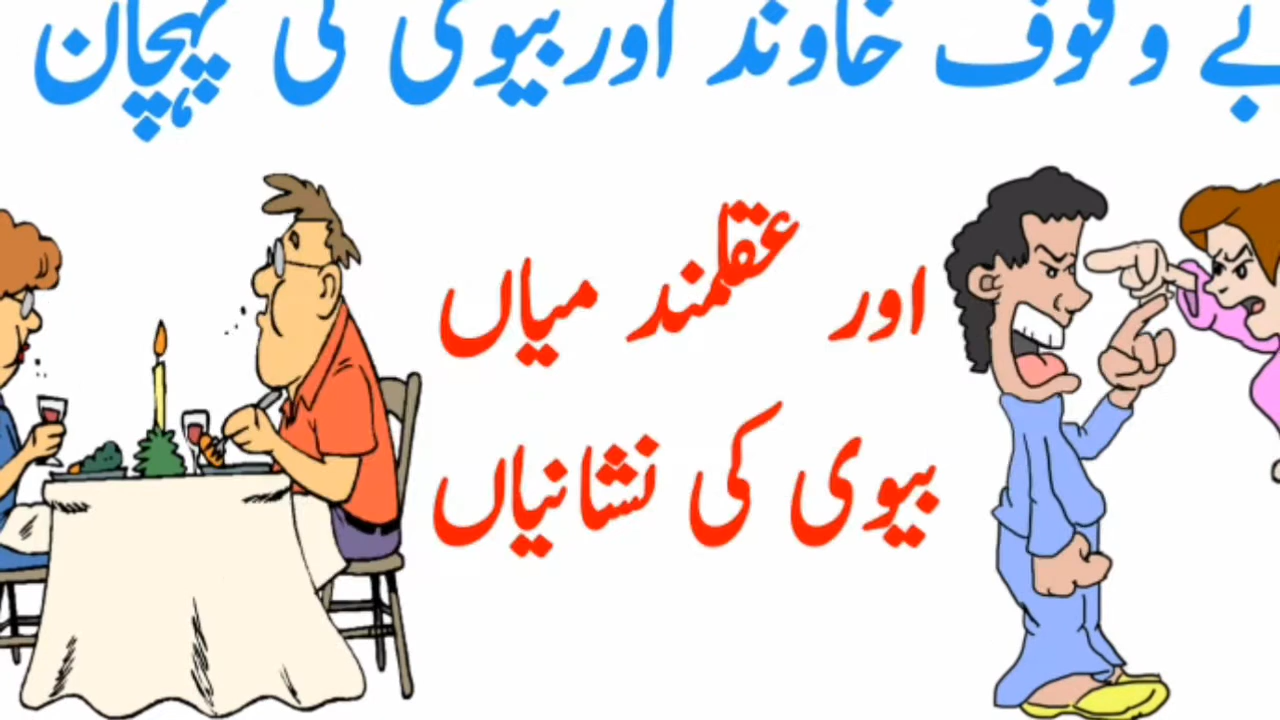 بے وقوف خاوند اور بیوی کی پہچان
اور عقلمند میاں
بیوی کی نشانیاں